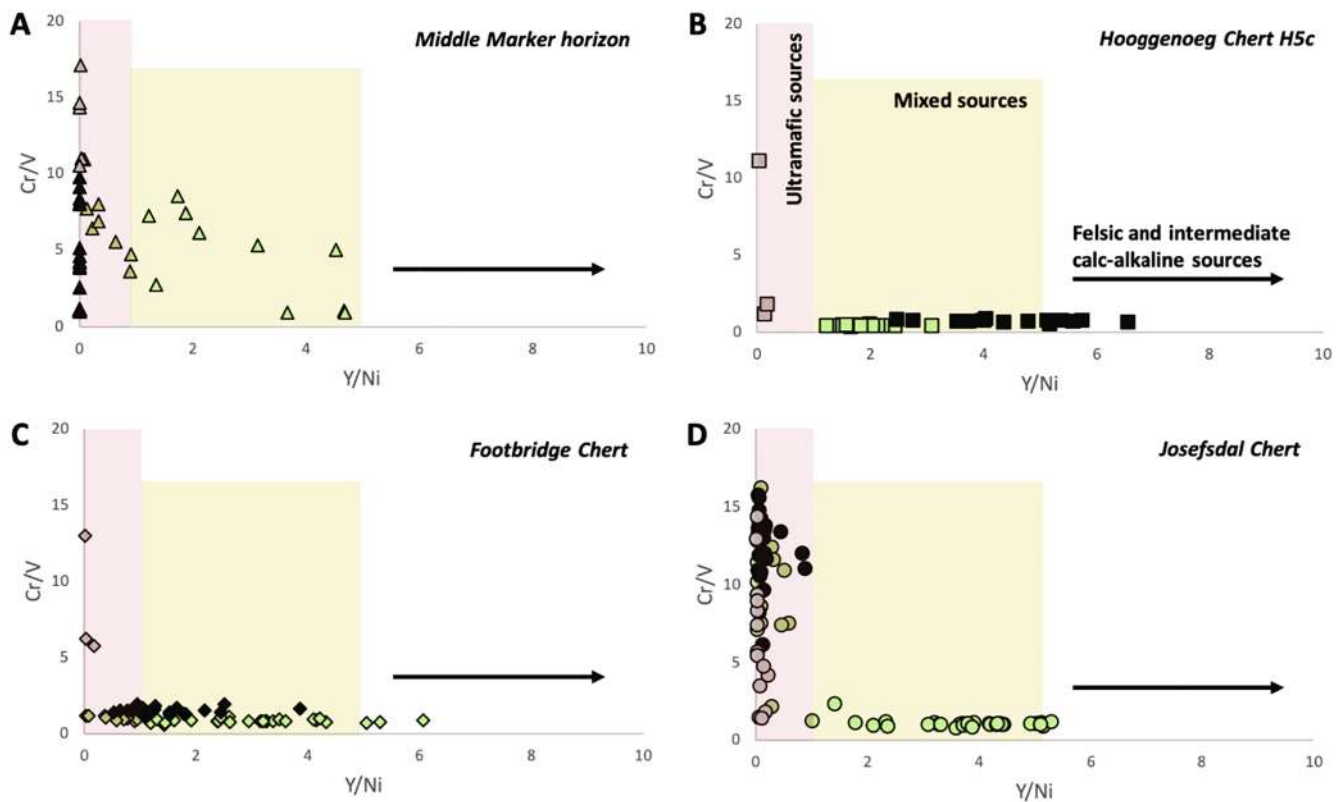 A
Middle Marker horizon
20
15
10
5
0
Cr/V
0
2
4
6
8
10
Y/Ni
B
Hooggenoeg Chert H5c
Ultramafic sources
Mixed sources
Felsic and intermediate
calc-alkaline sources
20
15
10
5
0
Cr/V
0
2
4
6
8
10
Y/Ni
C
Footbridge Chert
20
15
10
5
0
Cr/V
0
2
4
6
8
10
Y/Ni
D
Josefsdal Chert
20
15
10
5
0
Cr/V
0
2
4
6
8
10
Y/Ni